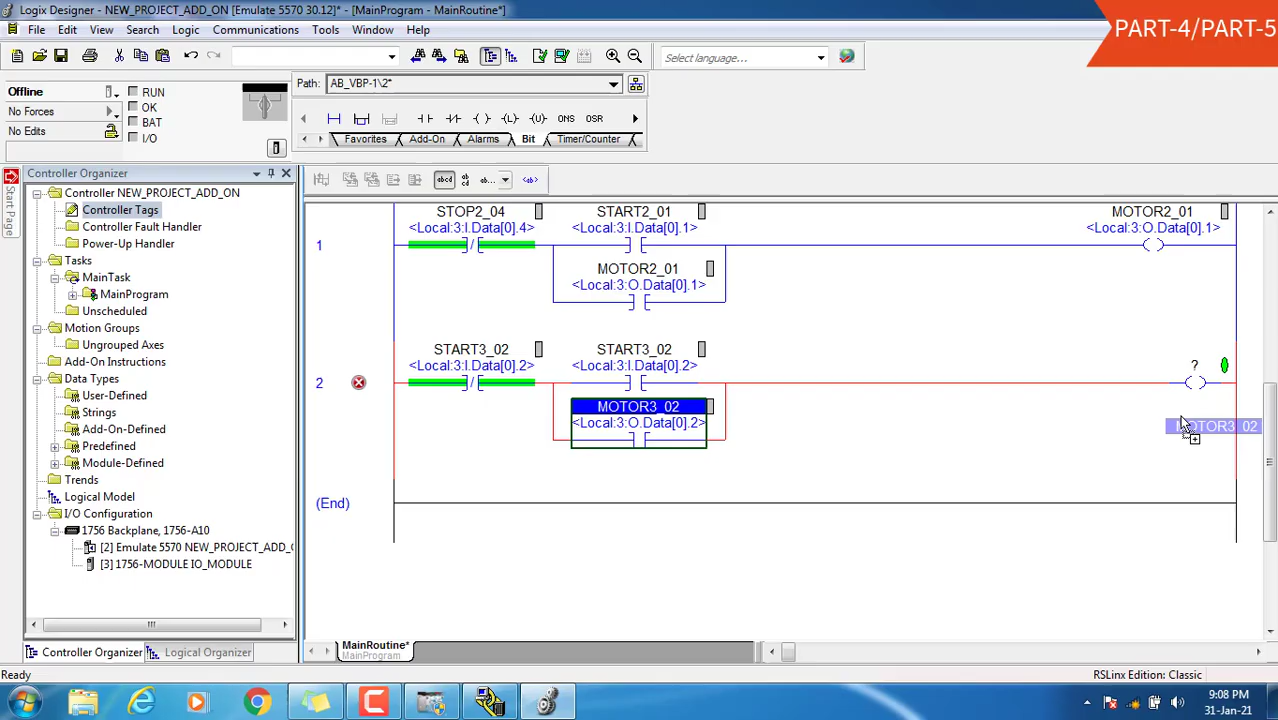 Logix Designer - NEW_PROJECT_ADD_ON [Emulate 5570 30.12]* - [MainProgram - MainRoutine*]
PART-4/PART-5
File Edit View Search Logic Communications Tools Window Help
Select language...
Offline
RUN
Path: AB_VBP-1\2*
No Forces
OK
No Edits
BAT
I/O
ONS OSR
Favorites Add-On Alarms Bit Timer/Counter
Start Page
Controller Organizer
Controller NEW_PROJECT_ADD_ON
Controller Tags
Controller Fault Handler
Power-Up Handler
Tasks
MainTask
MainProgram
Unscheduled
Motion Groups
Ungrouped Axes
Add-On Instructions
Data Types
User-Defined
Strings
Add-On-Defined
Predefined
Module-Defined
Trends
Logical Model
I/O Configuration
1756 Backplane, 1756-A10
[2] Emulate 5570 NEW_PROJECT_ADD_O
[3] 1756-MODULE IO_MODULE
Controller Organizer Logical Organizer
STOP2_04 START2_01 MOTOR2_01
<Local:3:I.Data[0].4> <Local:3:I.Data[0].1> <Local:3:O.Data[0].1>
1
MOTOR2_01
<Local:3:O.Data[0].1>
START3_02 START3_02
<Local:3:I.Data[0].2> <Local:3:I.Data[0].2> ?
2
MOTOR3_02
<Local:3:O.Data[0].2>
MOTOR3_02
(End)
MainRoutine*
MainProgram
Ready
RSLinx Edition: Classic
9:08 PM
31-Jan-21